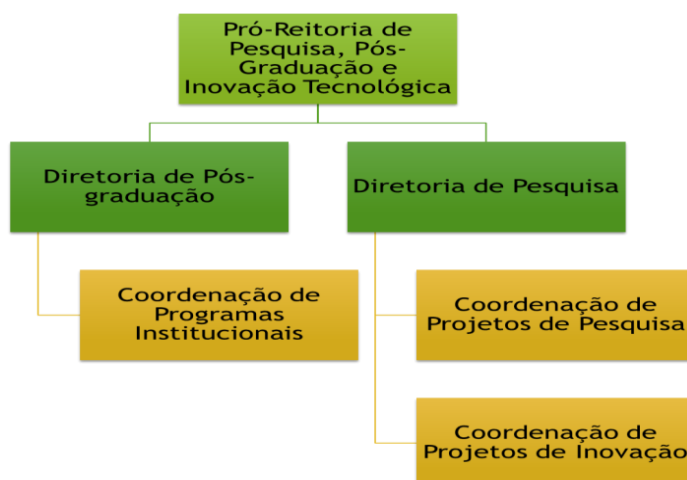 Pró-Reitoria de
Pesquisa, Pós-
Graduação e
Inovação Tecnológica
Diretoria de Pós-
graduação
Diretoria de Pesquisa
Coordenação de
Programas
Institucionais
Coordenação de
Projetos de Pesquisa
Coordenação de
Projetos de Inovação